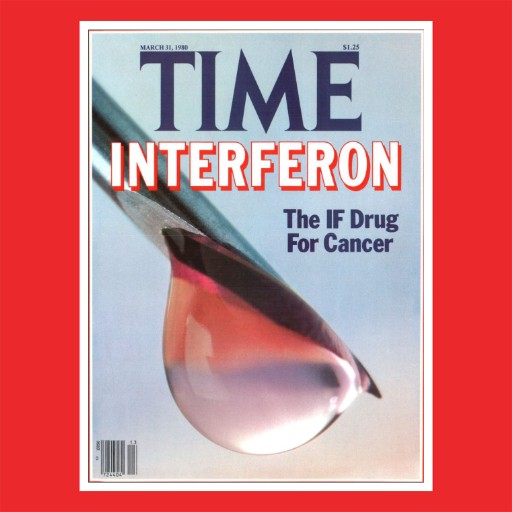 MARCH 31, 1980 $1.25
TIME
INTERFERON
The IF Drug
For Cancer